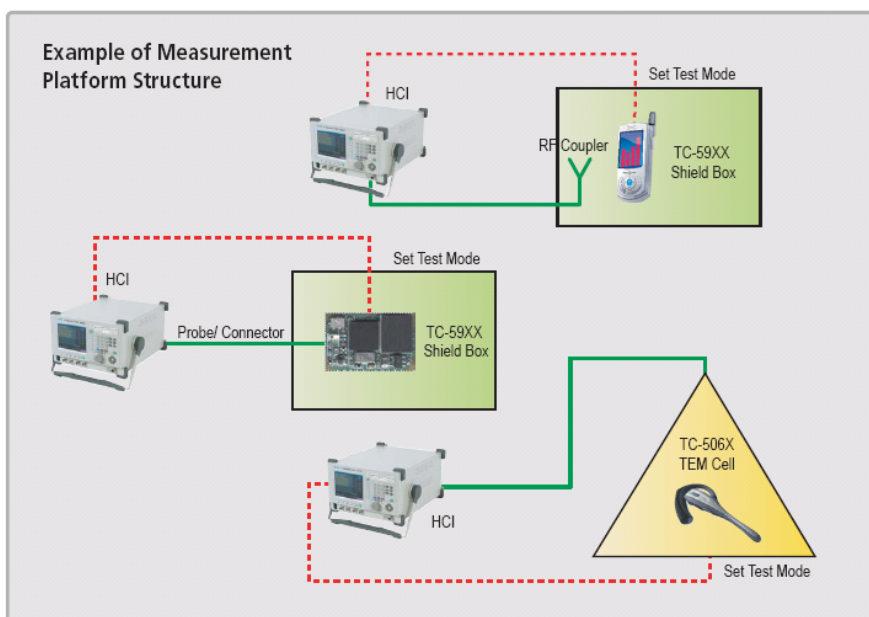 Example of Measurement
Platform Structure
HCI
Set Test Mode
RF Coupler
TC-59XX
Shield Box
HCI
Set Test Mode
Probe/ Connector
TC-59XX
Shield Box
TC-506X
TEM Cell
HCI
Set Test Mode